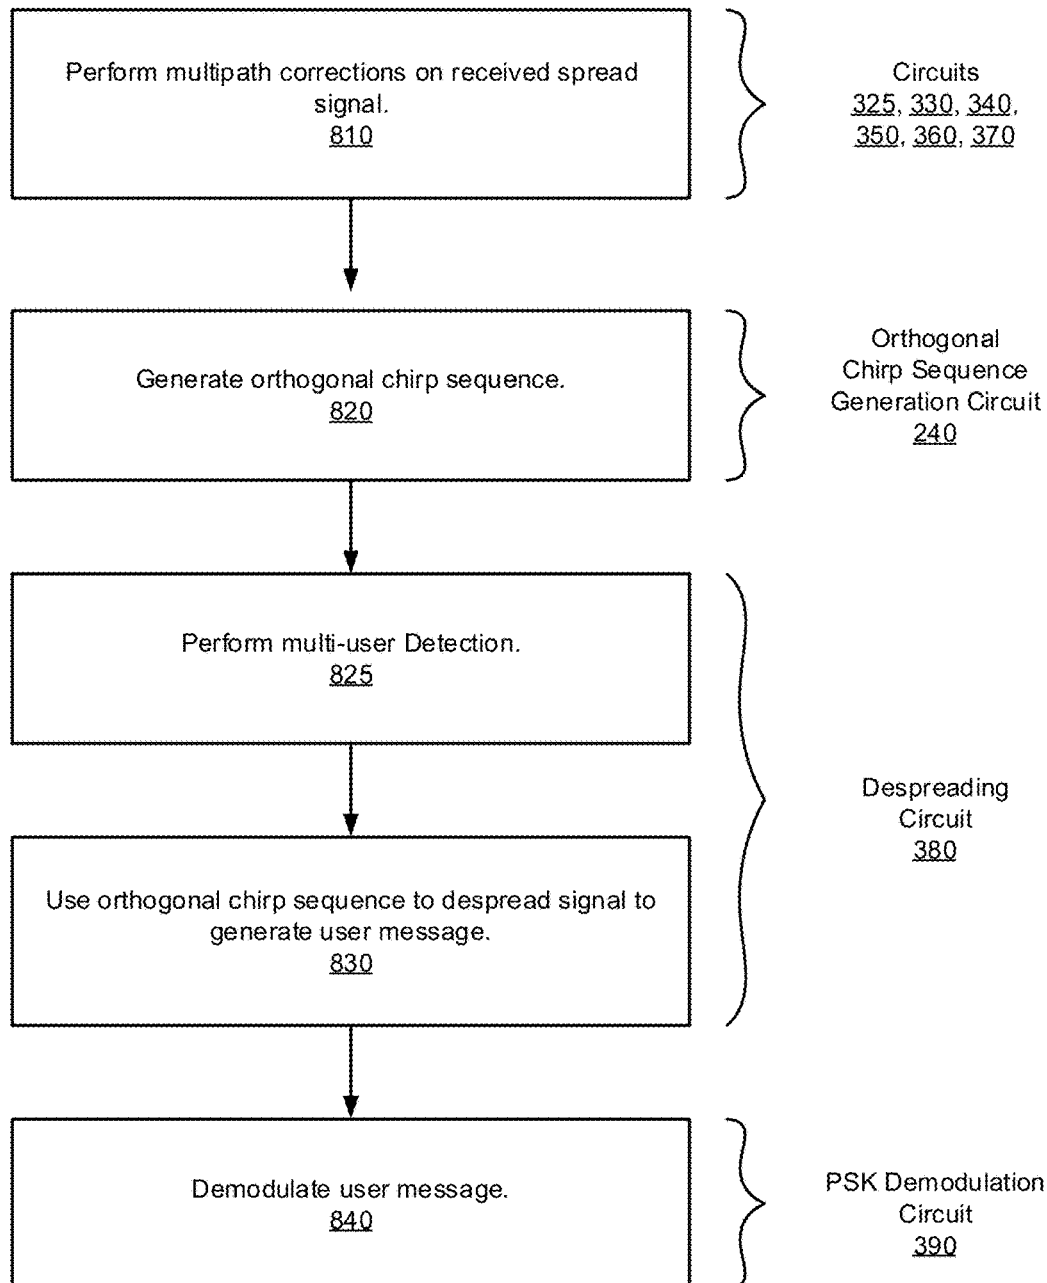 Perform multipath corrections on received spread
signal.
810
Circuits
325, 330, 340,
350, 360, 370
Generate orthogonal chirp sequence.
820
Orthogonal
Chirp Sequence
Generation Circuit
240
Perform multi-user Detection.
825
Use orthogonal chirp sequence to despread signal to
generate user message.
830
Despreading
Circuit
380
Demodulate user message.
840
PSK Demodulation
Circuit
390